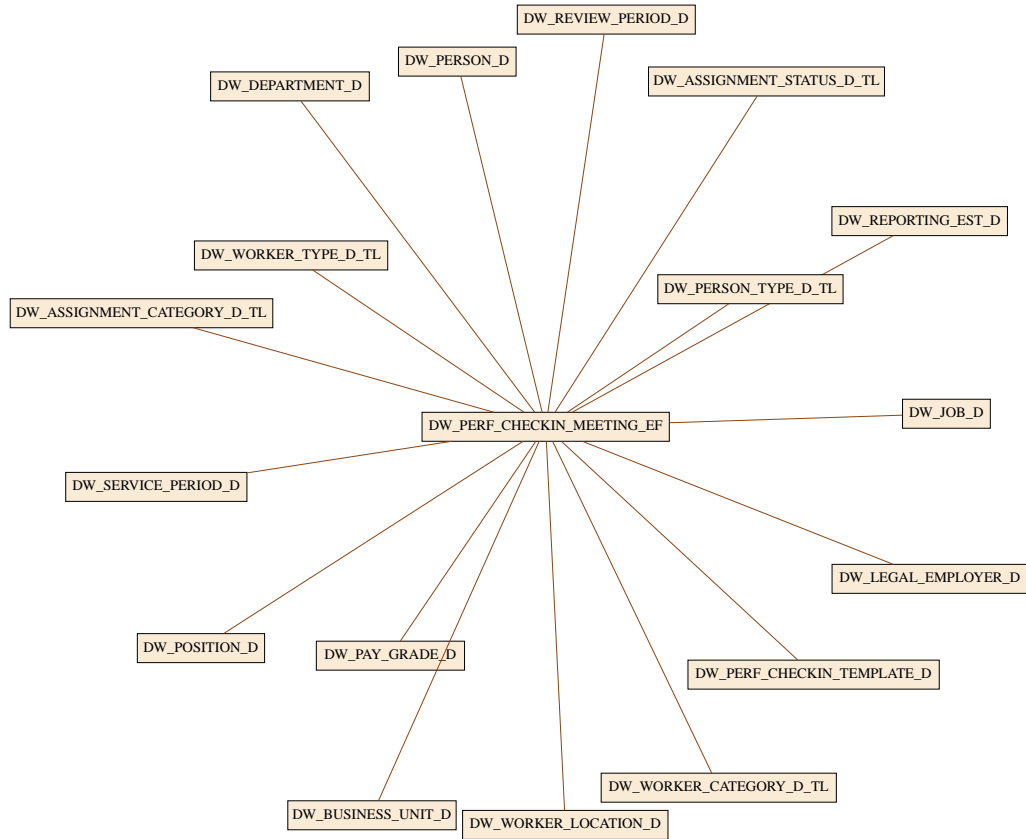 DW_REVIEW_PERIOD_D
DW_PERSON_D
DW_DEPARTMENT_D
DW_ASSIGNMENT_STATUS_D_TL
DW_REPORTING_EST_D
DW_WORKER_TYPE_D_TL
DW_PERSON_TYPE_D_TL
DW_ASSIGNMENT_CATEGORY_D_TL
DW_JOB_D
DW_PERF_CHECKIN_MEETING_EF
DW_SERVICE_PERIOD_D
DW_LEGAL_EMPLOYER_D
DW_POSITION_D
DW_PAY_GRADE_D
DW_PERF_CHECKIN_TEMPLATE_D
DW_WORKER_CATEGORY_D_TL
DW_BUSINESS_UNIT_D
DW_WORKER_LOCATION_D